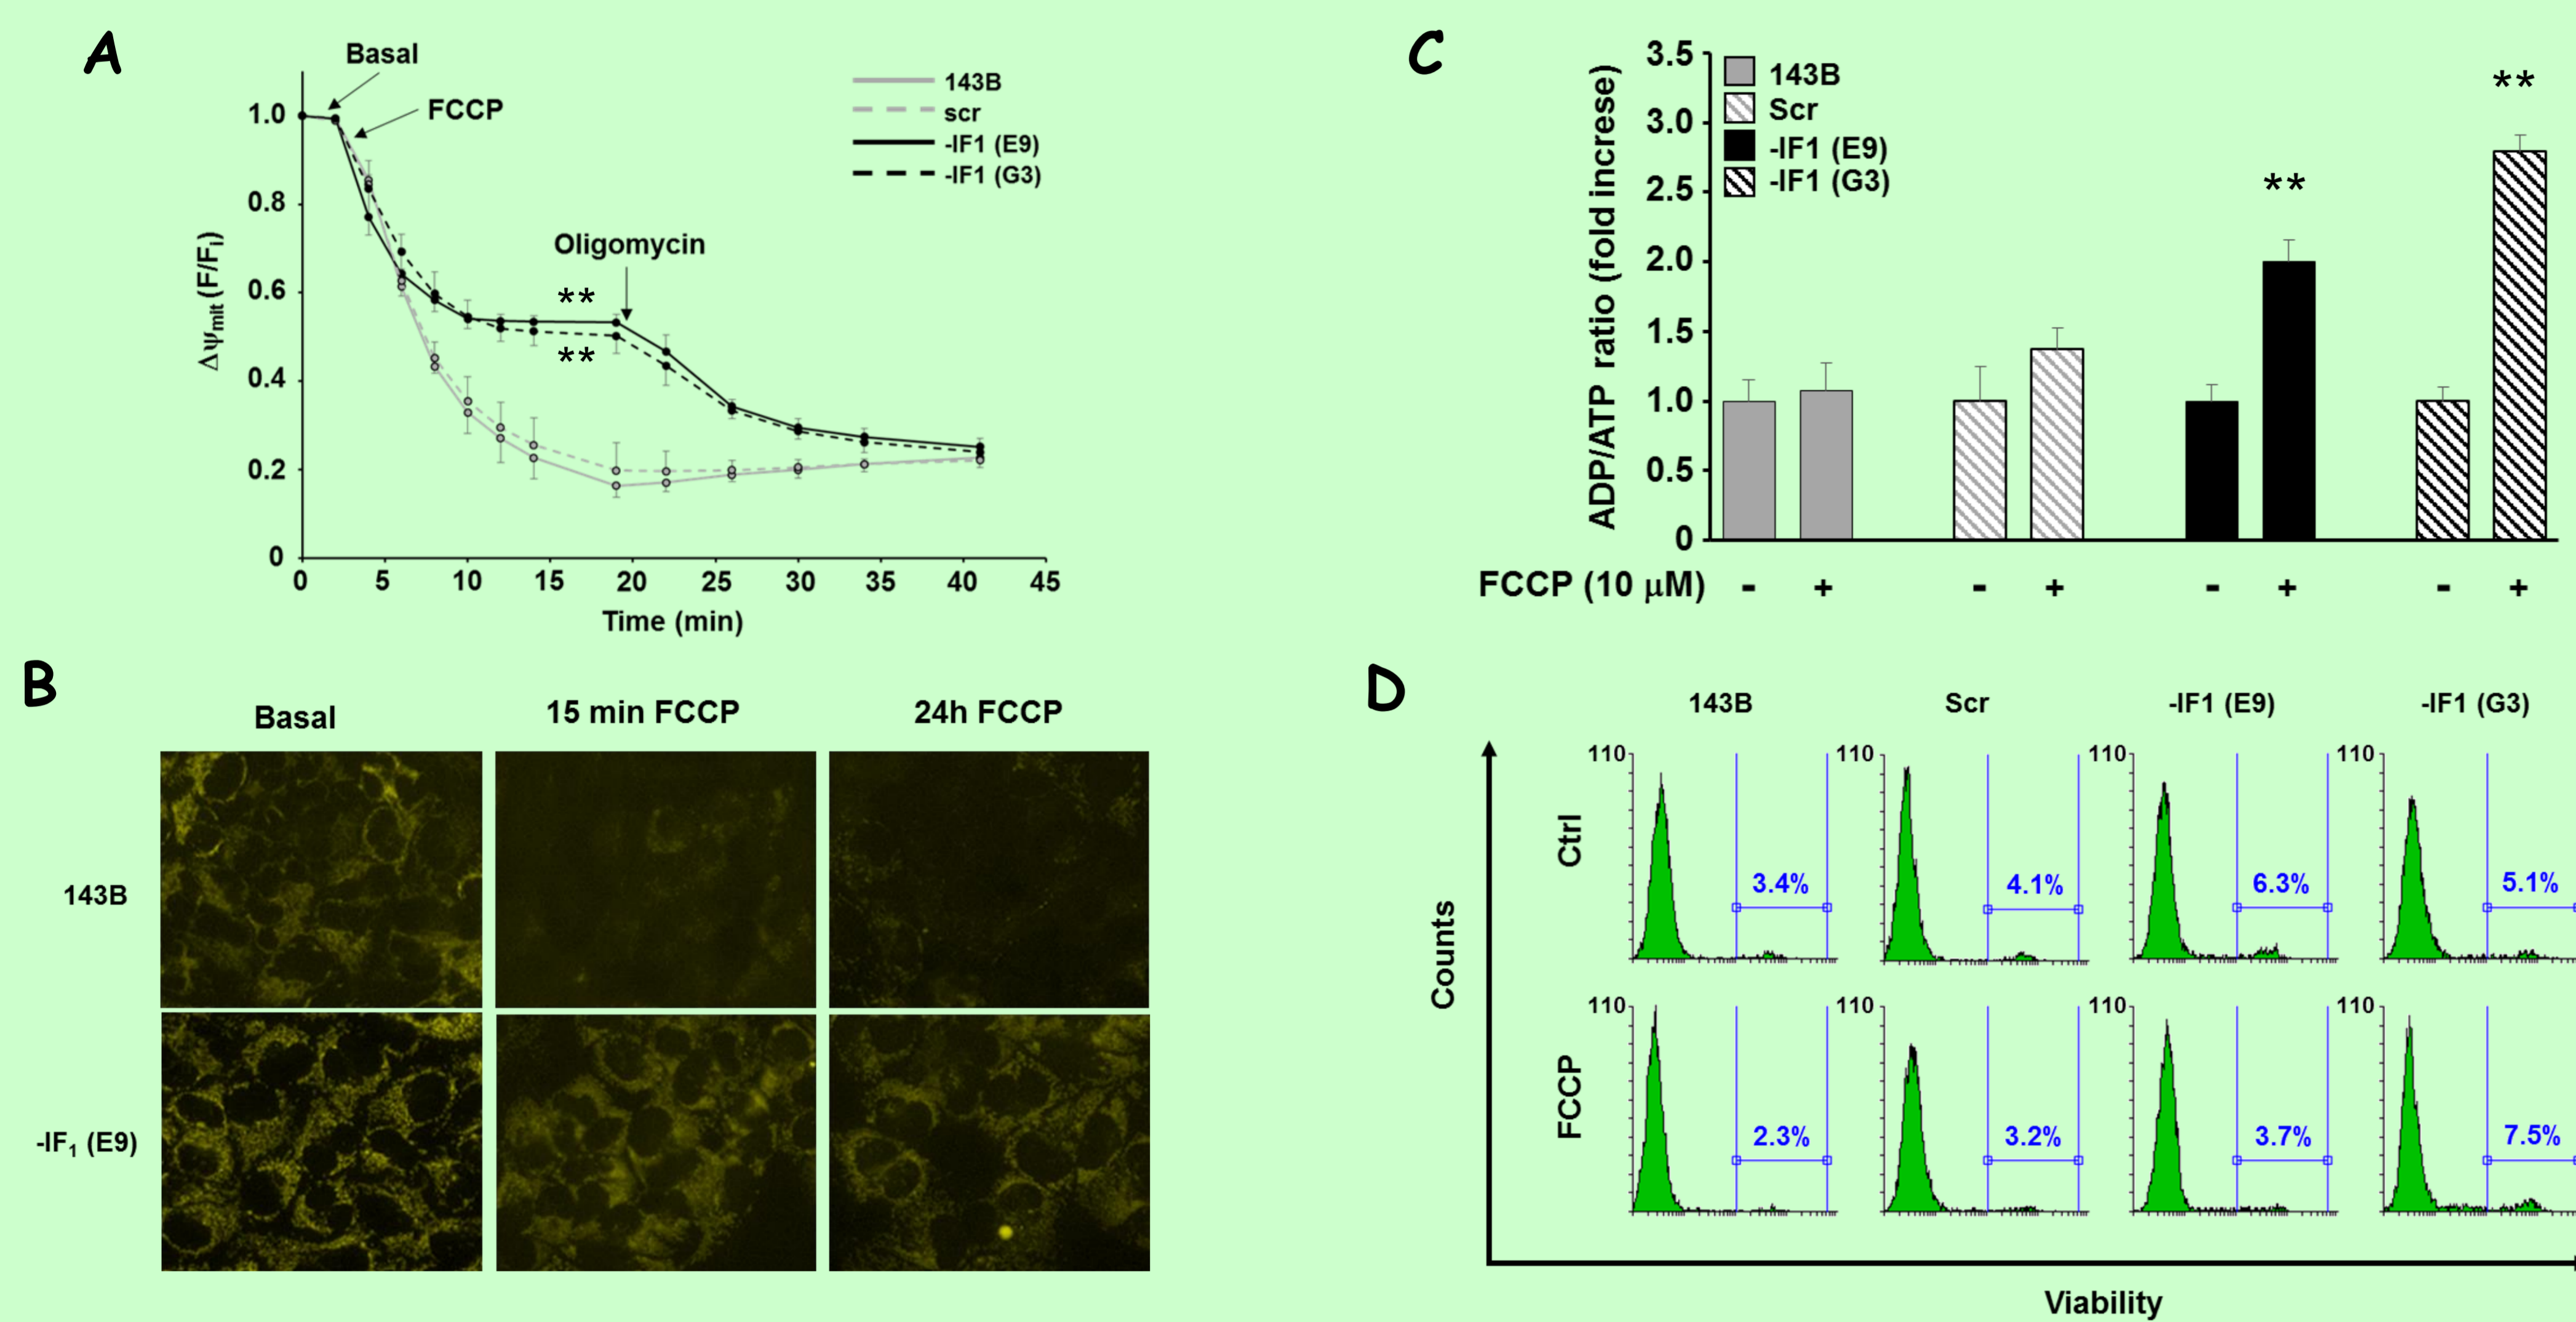 A
Basal
FCCP
143B
scr
-IF1 (E9)
-IF1 (G3)
Oligomycin
**
**
Δψmit (F/Fi)
1.0
0.8
0.6
0.4
0.2
0
0 5 10 15 20 25 30 35 40 45
Time (min)
B
Basal 15 min FCCP 24h FCCP
143B
-IF1 (E9)
C
143B
Scr
-IF1 (E9)
-IF1 (G3)
**
**
ADP/ATP ratio (fold increse)
3.5
3.0
2.5
2.0
1.5
1.0
0.5
0
FCCP (10 μM) - + - + - + - +
D
143B Scr -IF1 (E9) -IF1 (G3)
Counts
Ctrl
110 110 110 110
3.4% 4.1% 6.3% 5.1%
FCCP
110 110 110 110
2.3% 3.2% 3.7% 7.5%
Viability